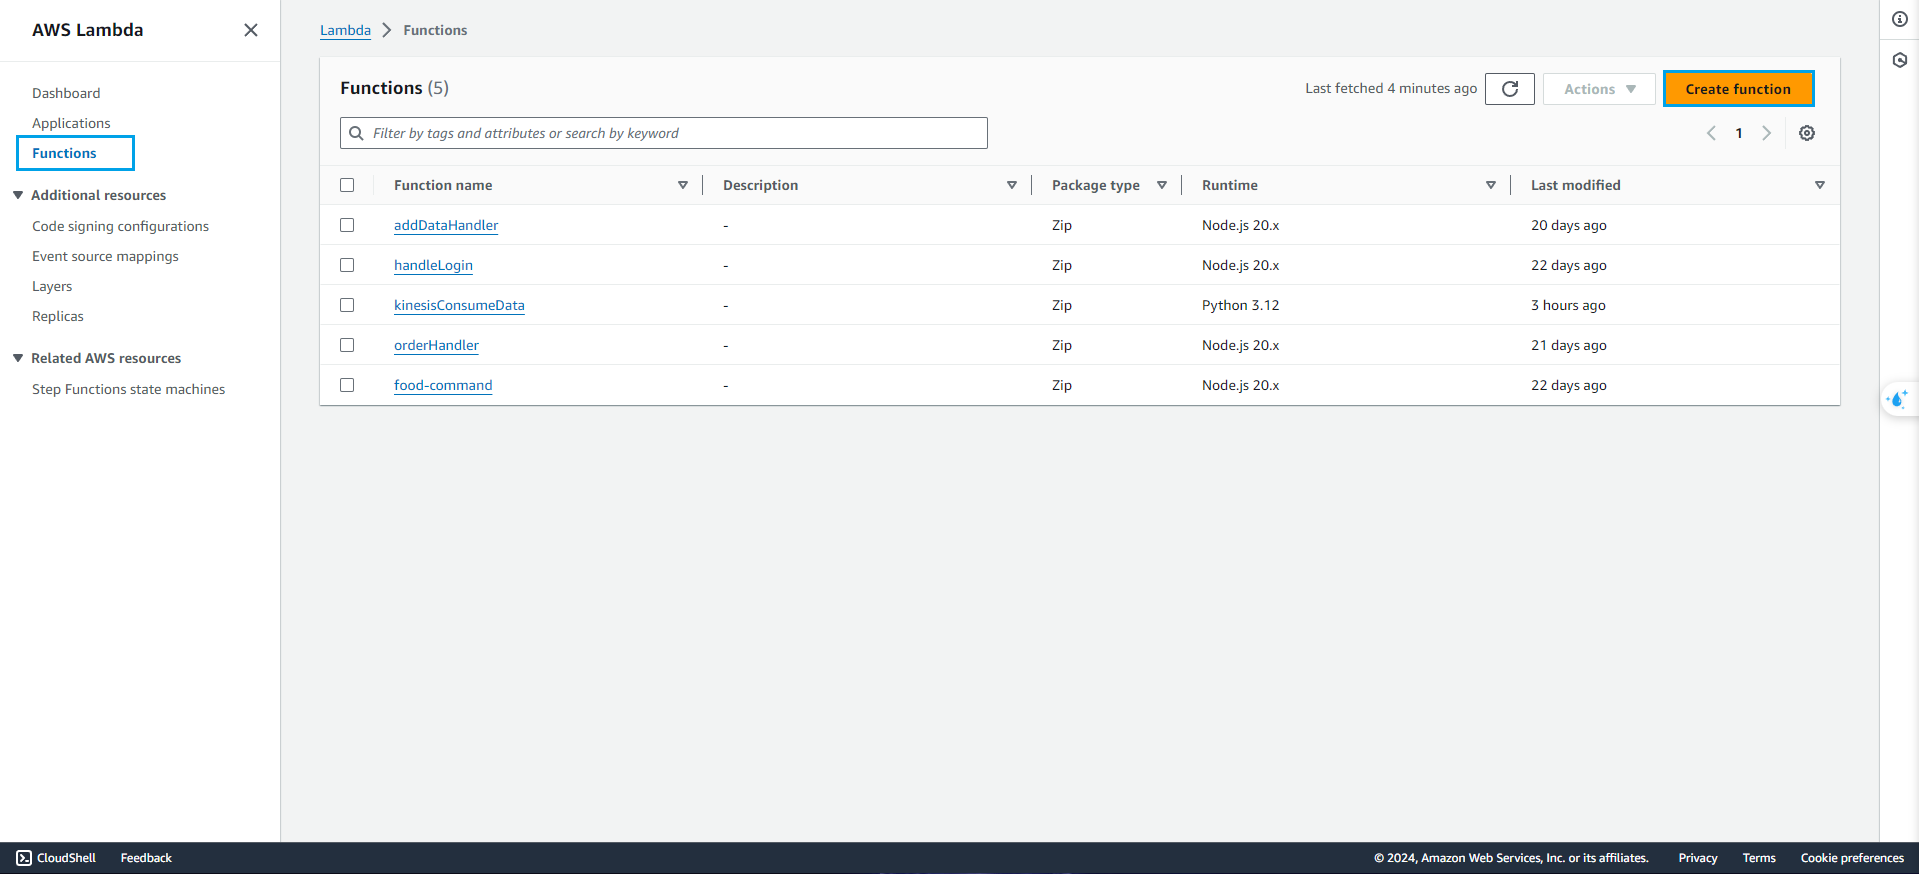 AWS Lambda
Dashboard
Applications
Functions
Additional resources
Code signing configurations
Event source mappings
Layers
Replicas
Related AWS resources
Step Functions state machines
Lambda Functions
Functions (5)
Last fetched 4 minutes ago Actions Create function
Filter by tags and attributes or search by keyword
1
Function name Description Package type Runtime Last modified
addDataHandler - Zip Node.js 20.x 20 days ago
handleLogin - Zip Node.js 20.x 22 days ago
kinesisConsumeData - Zip Python 3.12 3 hours ago
orderHandler - Zip Node.js 20.x 21 days ago
food-command - Zip Node.js 20.x 22 days ago
CloudShell Feedback © 2024, Amazon Web Services, Inc. or its affiliates. Privacy Terms Cookie preferences